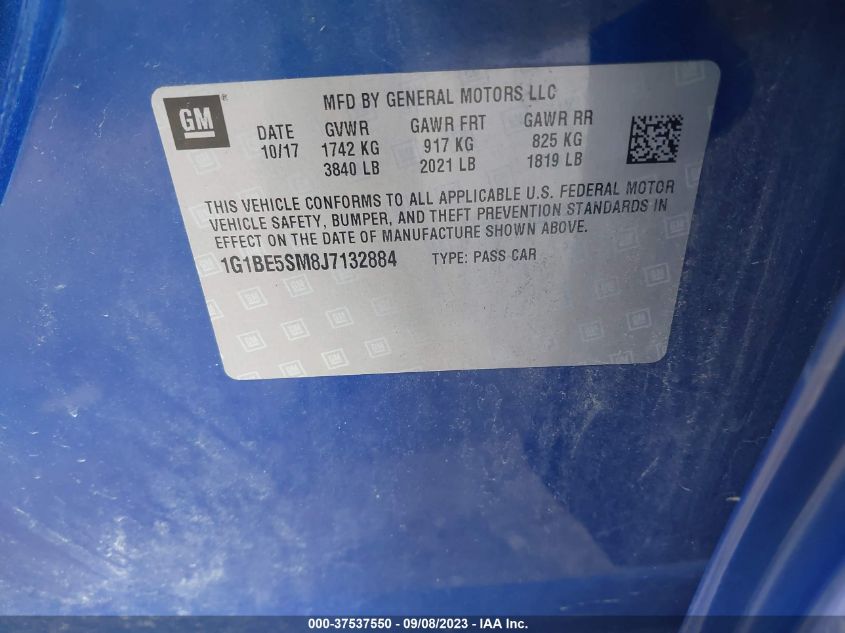 MFD BY GENERAL MOTORS LLC
GM®
DATE GVWR GAWR FRT GAWR RR
10/17 1742 KG 917 KG 825 KG
3840 LB 2021 LB 1819 LB
THIS VEHICLE CONFORMS TO ALL APPLICABLE U.S. FEDERAL MOTOR
VEHICLE SAFETY, BUMPER, AND THEFT PREVENTION STANDARDS IN
EFFECT ON THE DATE OF MANUFACTURE SHOWN ABOVE.
1G1BE5SM8J7132884 TYPE: PASS CAR
000-37537550 - 09/08/2023 - IAA Inc.